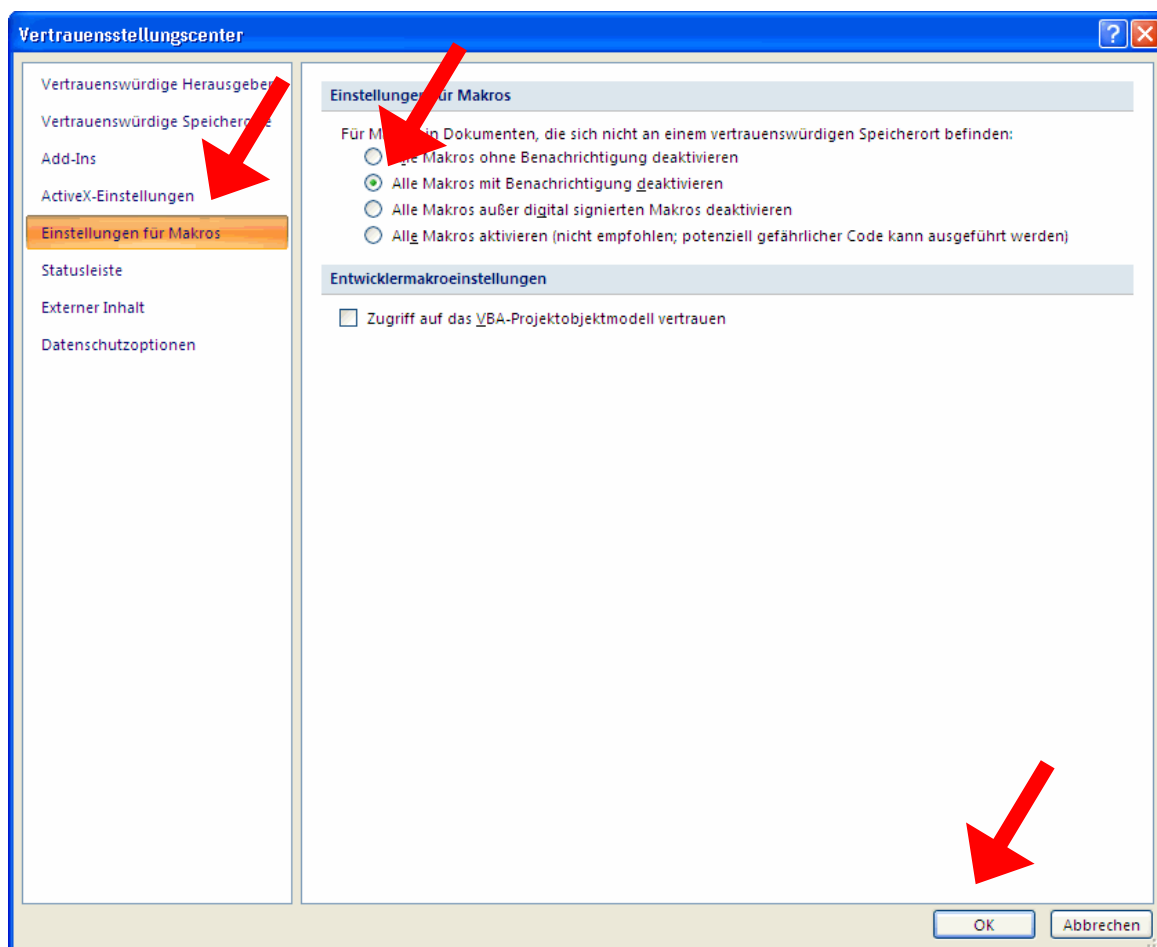 Vertrauensstellungscenter
Vertrauenswürdige Herausgeber
Vertrauenswürdige Speicherorte
Add-Ins
ActiveX-Einstellungen
Einstellungen für Makros
Statusleiste
Externer Inhalt
Datenschutzoptionen
Einstellungen für Makros
Für Makros in Dokumenten, die sich nicht an einem vertrauenswürdigen Speicherort befinden:
Alle Makros ohne Benachrichtigung deaktivieren
Alle Makros mit Benachrichtigung deaktivieren
Alle Makros außer digital signierten Makros deaktivieren
Alle Makros aktivieren (nicht empfohlen; potenziell gefährlicher Code kann ausgeführt werden)
Entwicklermakroeinstellungen
Zugriff auf das VBA-Projektobjektmodell vertrauen
OK
Abbrechen